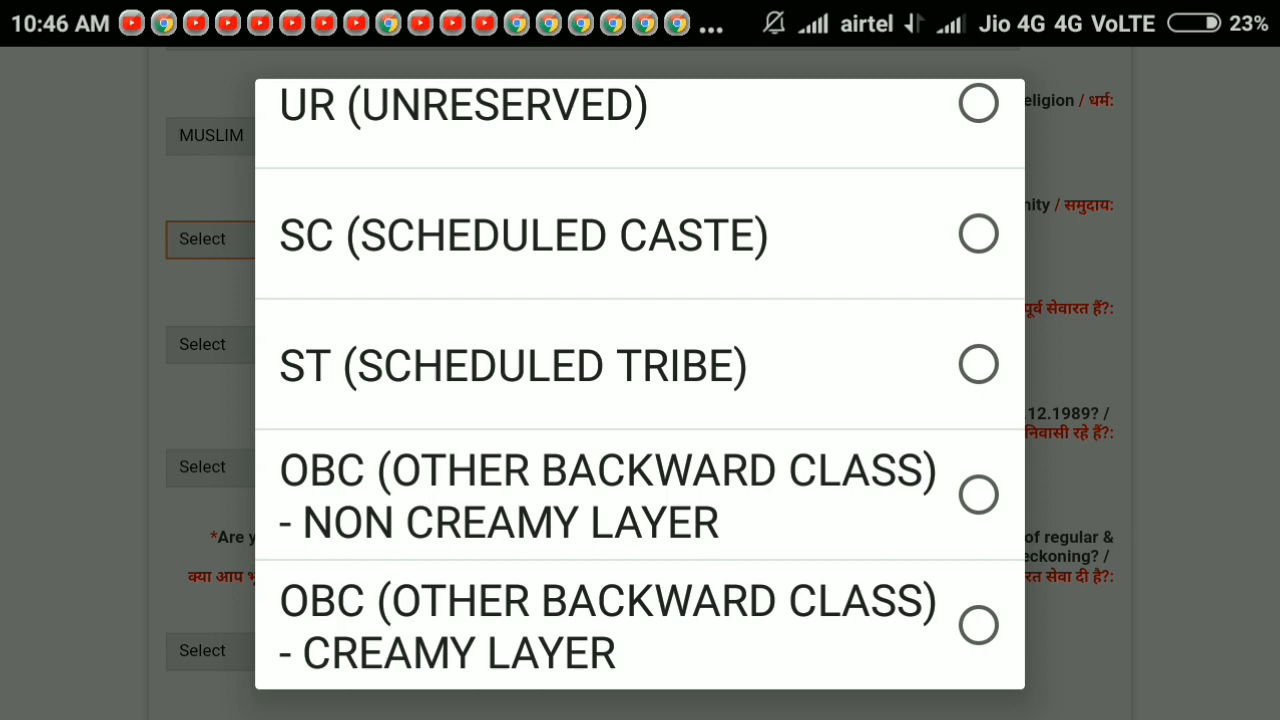 10:46 AM ... airtel Jio 4G 4G VoLTE 23%
UR (UNRESERVED)
eligion / धर्म:
MUSLIM
nity / समुदाय:
Select
SC (SCHEDULED CASTE)
पूर्व सेवारत हैं?:
Select
ST (SCHEDULED TRIBE)
.12.1989? /
निवासी रहे हैं?:
Select
OBC (OTHER BACKWARD CLASS)
- NON CREAMY LAYER
*Are y
of regular &
eckoning? /
क्या आप भू
रत सेवा दी है?:
OBC (OTHER BACKWARD CLASS)
- CREAMY LAYER
Select